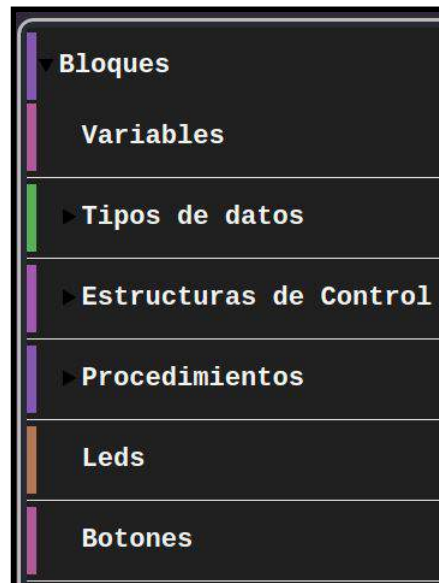 Bloques
Variables
Tipos de datos
Estructuras de Control
Procedimientos
Leds
Botones